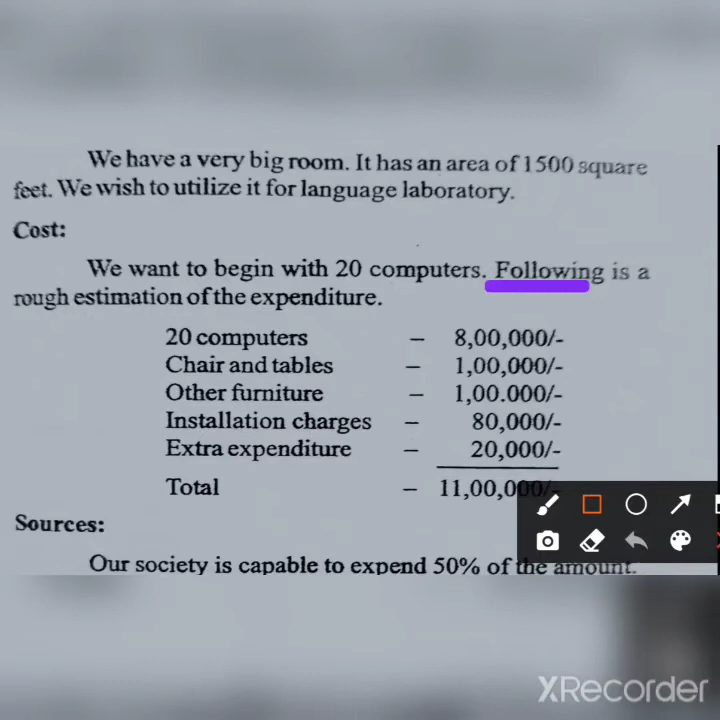 We have a very big room. It has an area of 1500 square
feet. We wish to utilize it for language laboratory.
Cost:
We want to begin with 20 computers. Following is a
rough estimation of the expenditure.
20 computers – 8,00,000/-
Chair and tables – 1,00,000/-
Other furniture – 1,00.000/-
Installation charges – 80,000/-
Extra expenditure – 20,000/-
Total – 11,00,000/-
Sources:
Our society is capable to expend 50% of the amount.
XRecorder